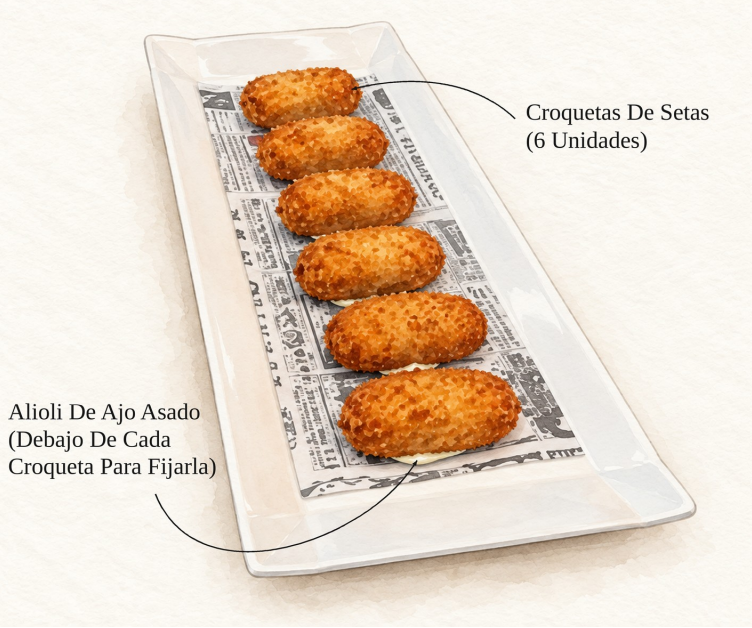 Croquetas De Setas
(6 Unidades)
Alioli De Ajo Asado
(Debajo De Cada
Croqueta Para Fijarla)